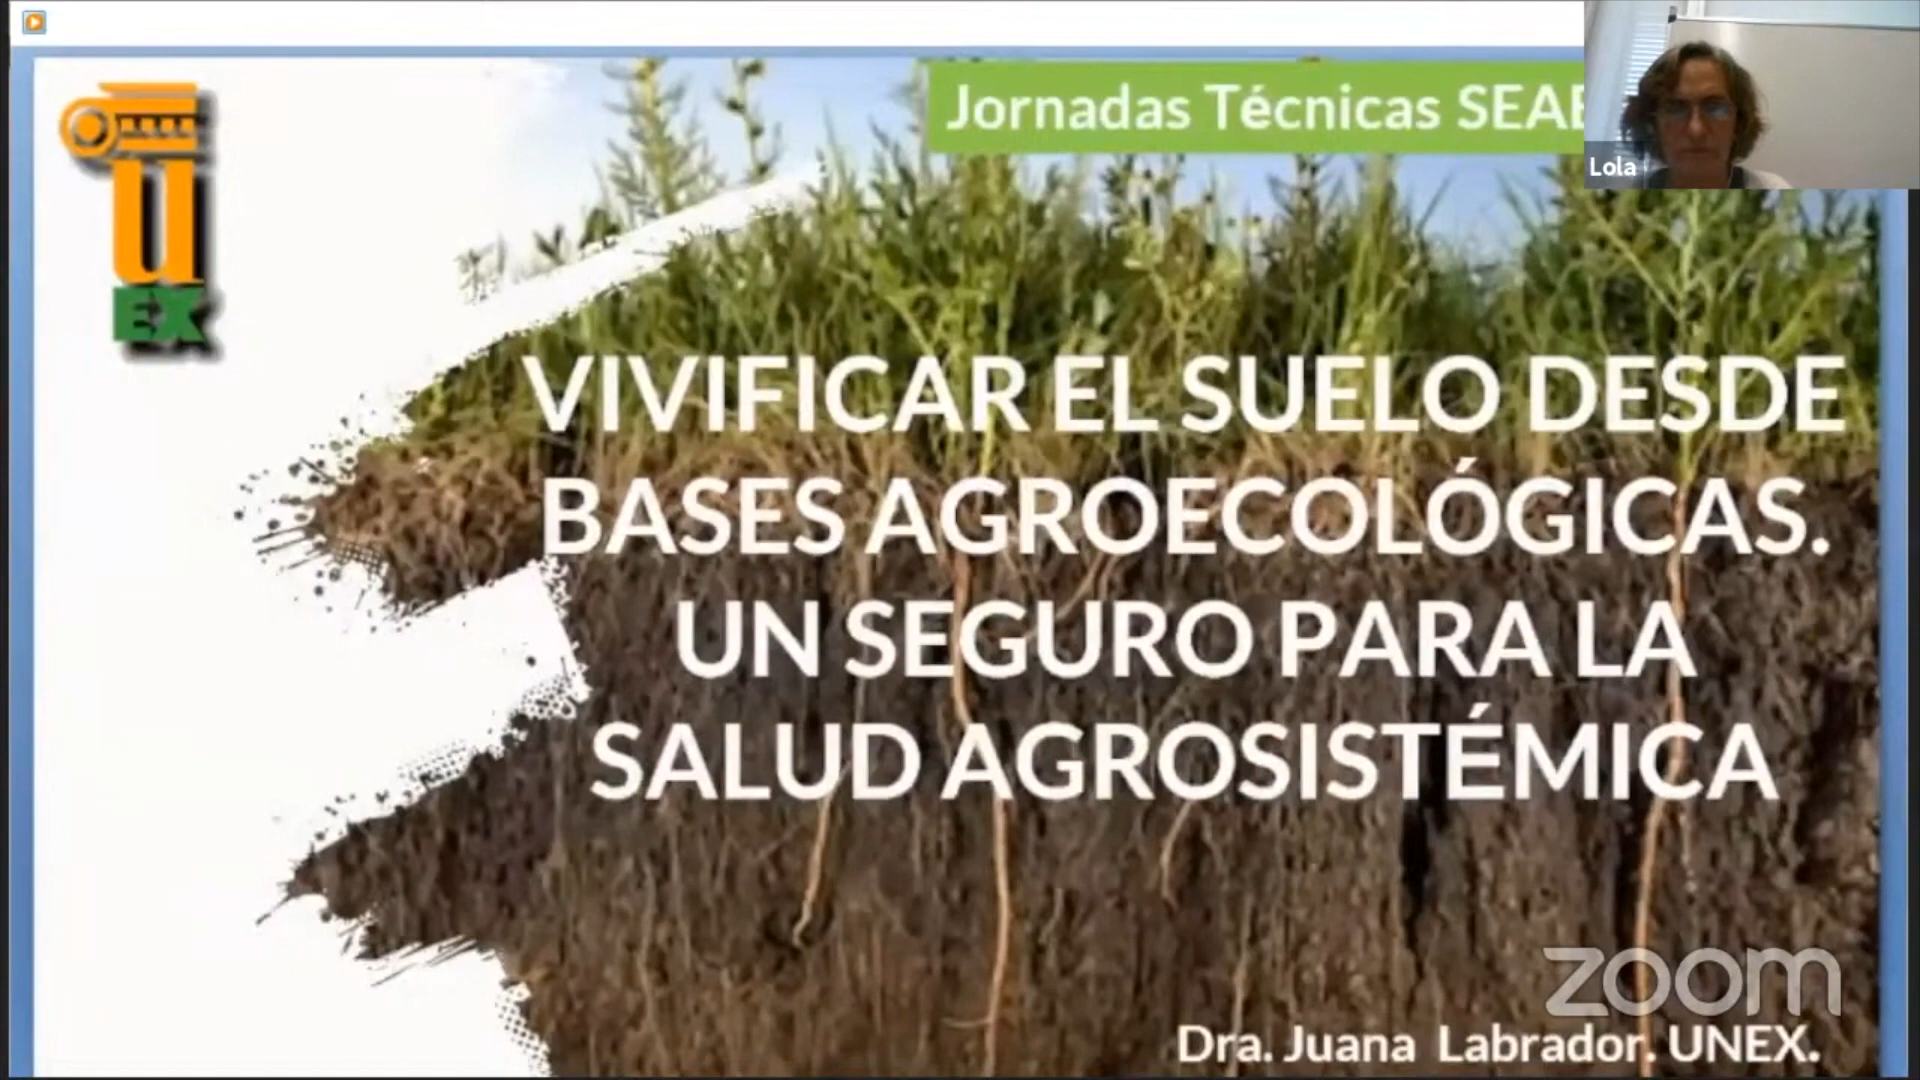 Jornadas Técnicas SEAE
Lola
U
EX
VIVIFICAR EL SUELO DESDE
BASES AGROECOLÓGICAS.
UN SEGURO PARA LA
SALUD AGROSISTÉMICA
zoom
Dra. Juana Labrador. UNEX.